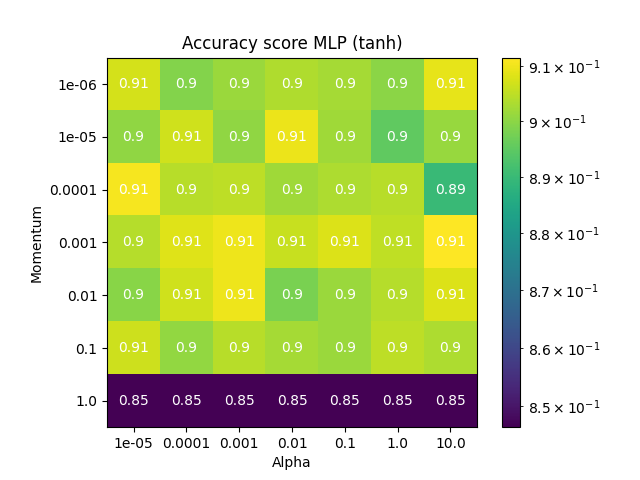 Accuracy score MLP (tanh)
Momentum
1e-06 0.91 0.9 0.9 0.9 0.9 0.9 0.91
1e-05 0.9 0.91 0.9 0.91 0.9 0.9 0.9
0.0001 0.91 0.9 0.9 0.9 0.9 0.9 0.89
0.001 0.9 0.91 0.91 0.91 0.91 0.91 0.91
0.01 0.9 0.91 0.91 0.9 0.9 0.9 0.91
0.1 0.91 0.9 0.9 0.9 0.9 0.9 0.9
1.0 0.85 0.85 0.85 0.85 0.85 0.85 0.85
1e-05 0.0001 0.001 0.01 0.1 1.0 10.0
Alpha
9.1 × 10⁻¹
9 × 10⁻¹
8.9 × 10⁻¹
8.8 × 10⁻¹
8.7 × 10⁻¹
8.6 × 10⁻¹
8.5 × 10⁻¹